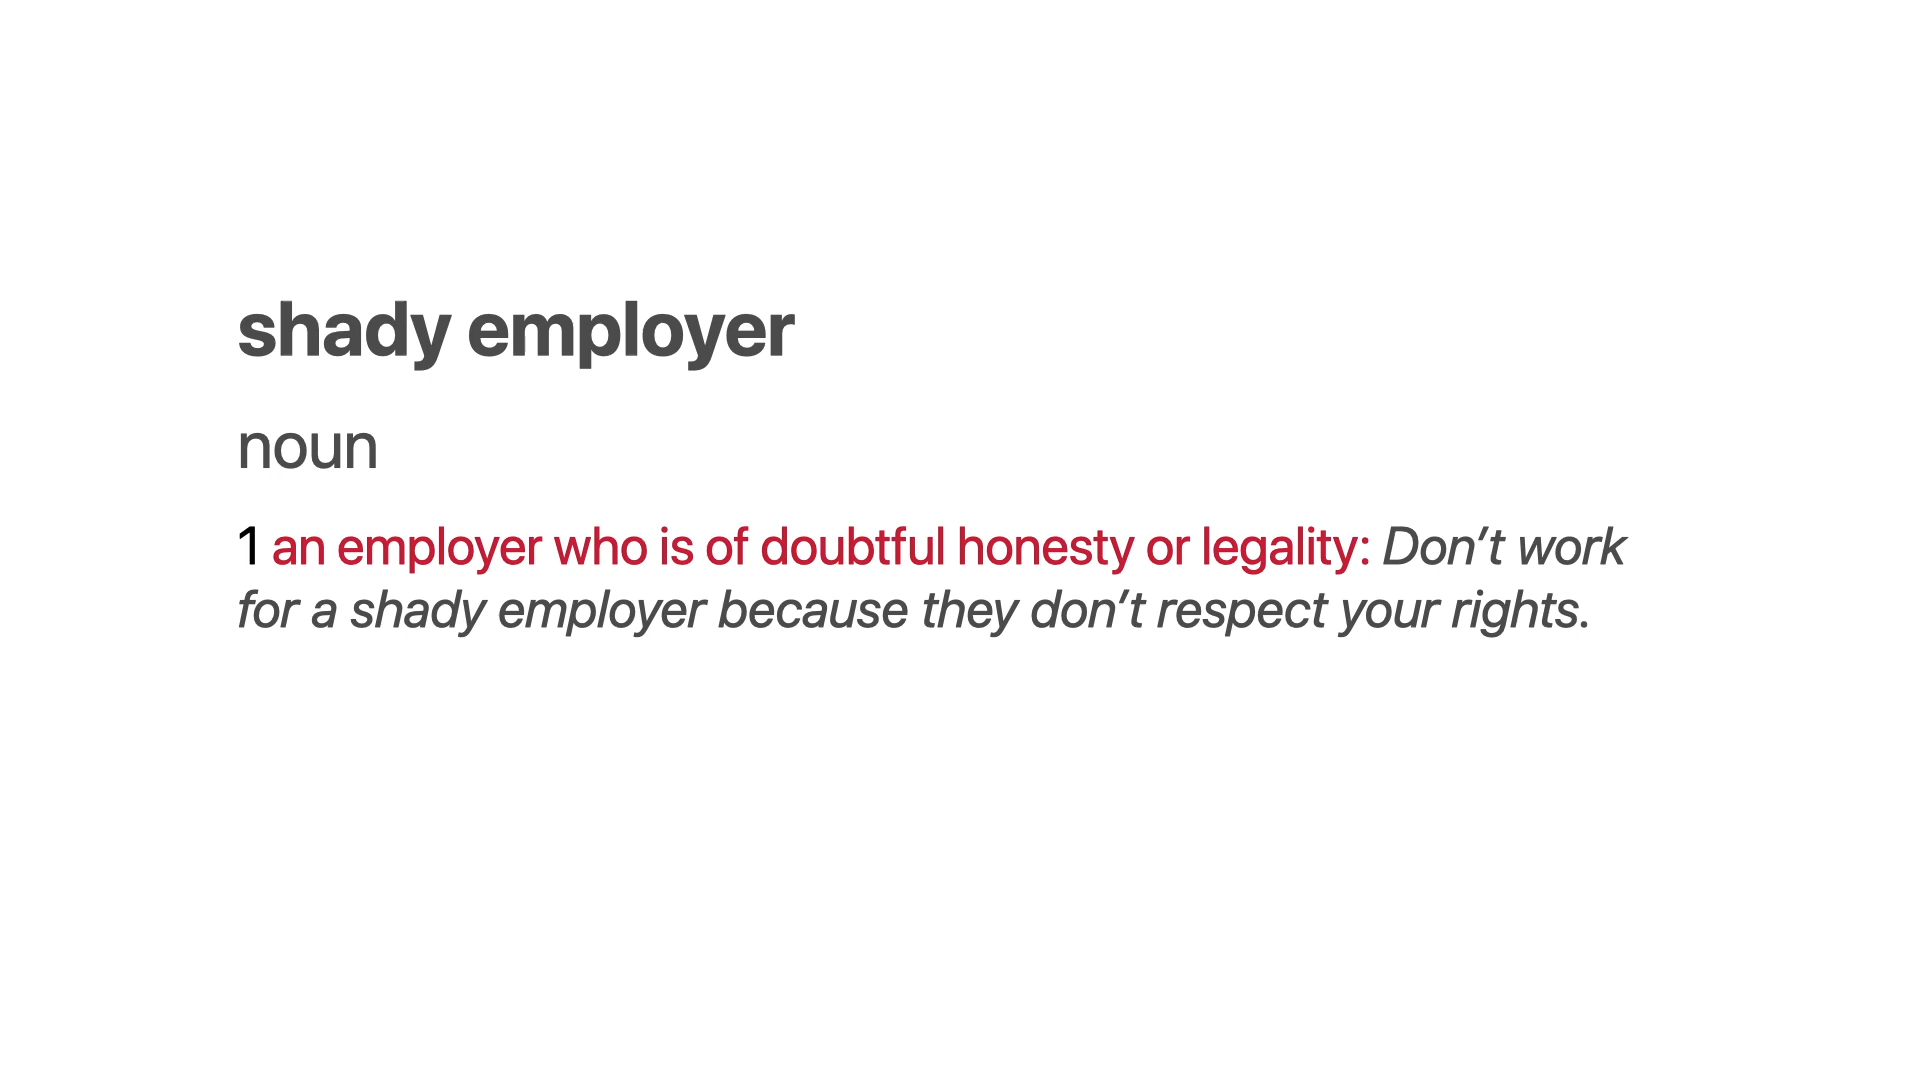 shady employer
noun
1 an employer who is of doubtful honesty or legality: Don’t work
for a shady employer because they don’t respect your rights.